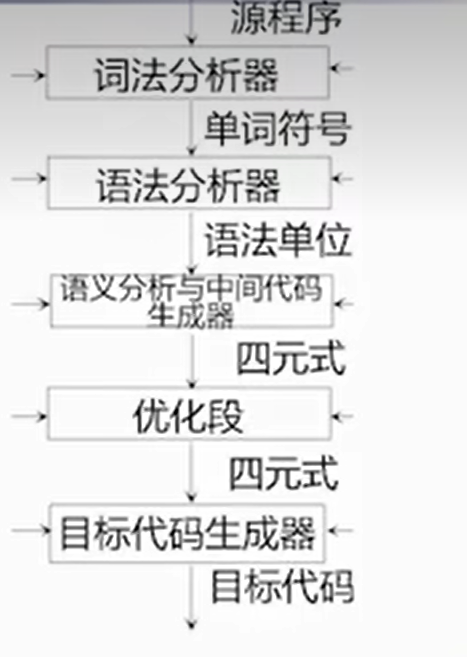 源程序
词法分析器
单词符号
语法分析器
语法单位
语义分析与中间代码
生成器
四元式
优化段
四元式
目标代码生成器
目标代码